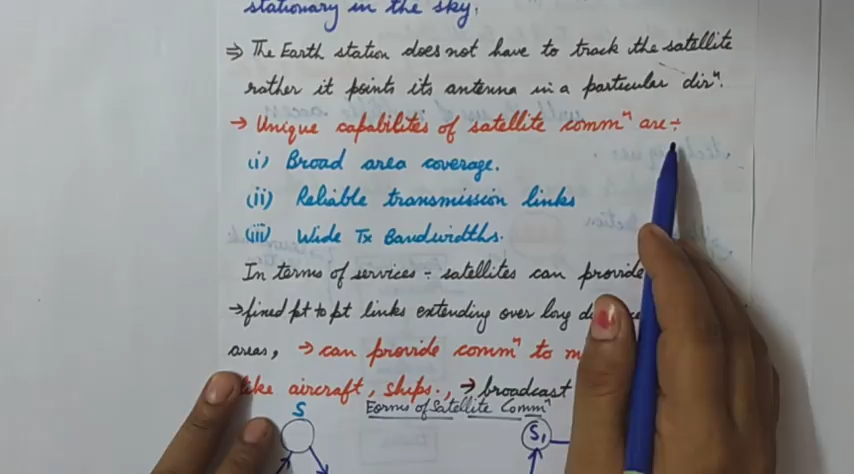 stationary in the sky.
⇒ The Earth station does not have to track the satellite
rather it points its antenna in a particular dirⁿ.
→ Unique capabilites of satellite commⁿ are÷
(i) Broad area coverage.
(ii) Reliable transmission links
(iii) Wide Tx Bandwidths.
In terms of services ÷ satellites can provide
→ fined pt to pt links extending over long
areas, → can provide commⁿ to
like aircraft, ships., → broadcast
Forms of Satellite Commⁿ
S
S₁